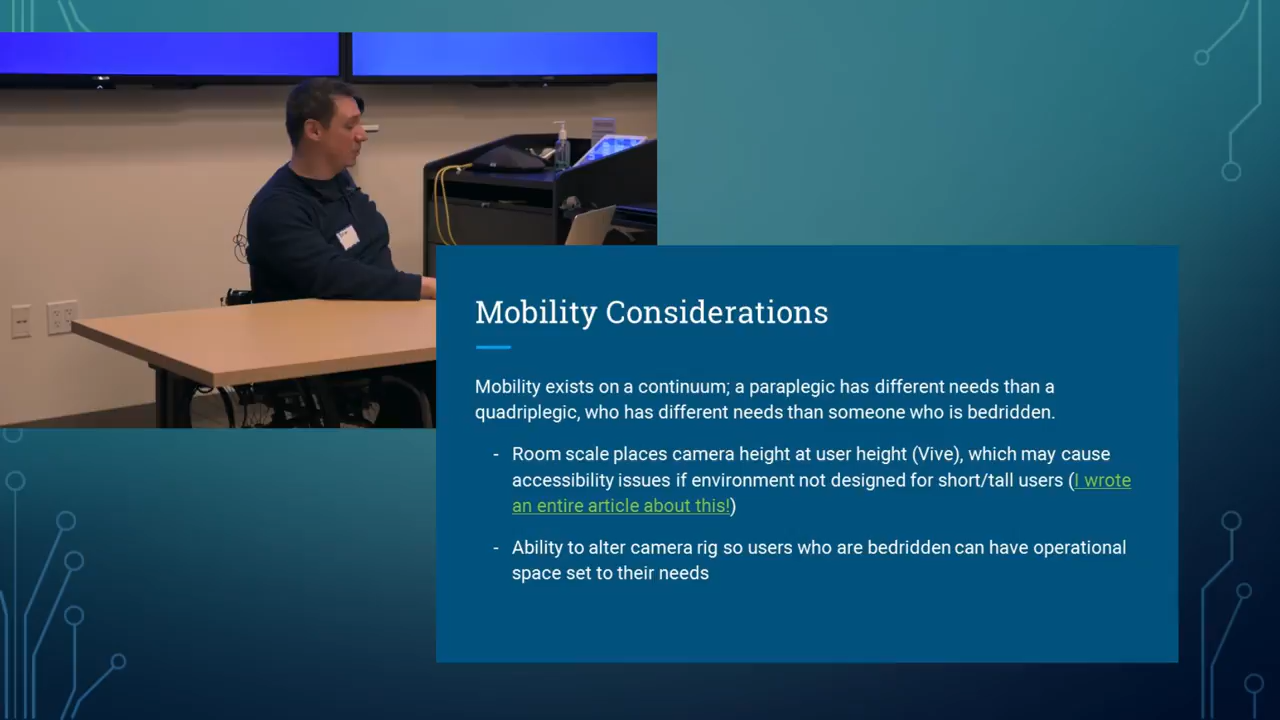 Mobility Considerations
Mobility exists on a continuum; a paraplegic has different needs than a
quadriplegic, who has different needs than someone who is bedridden.
- Room scale places camera height at user height (Vive), which may cause
accessibility issues if environment not designed for short/tall users (I wrote
an entire article about this!)
- Ability to alter camera rig so users who are bedridden can have operational
space set to their needs